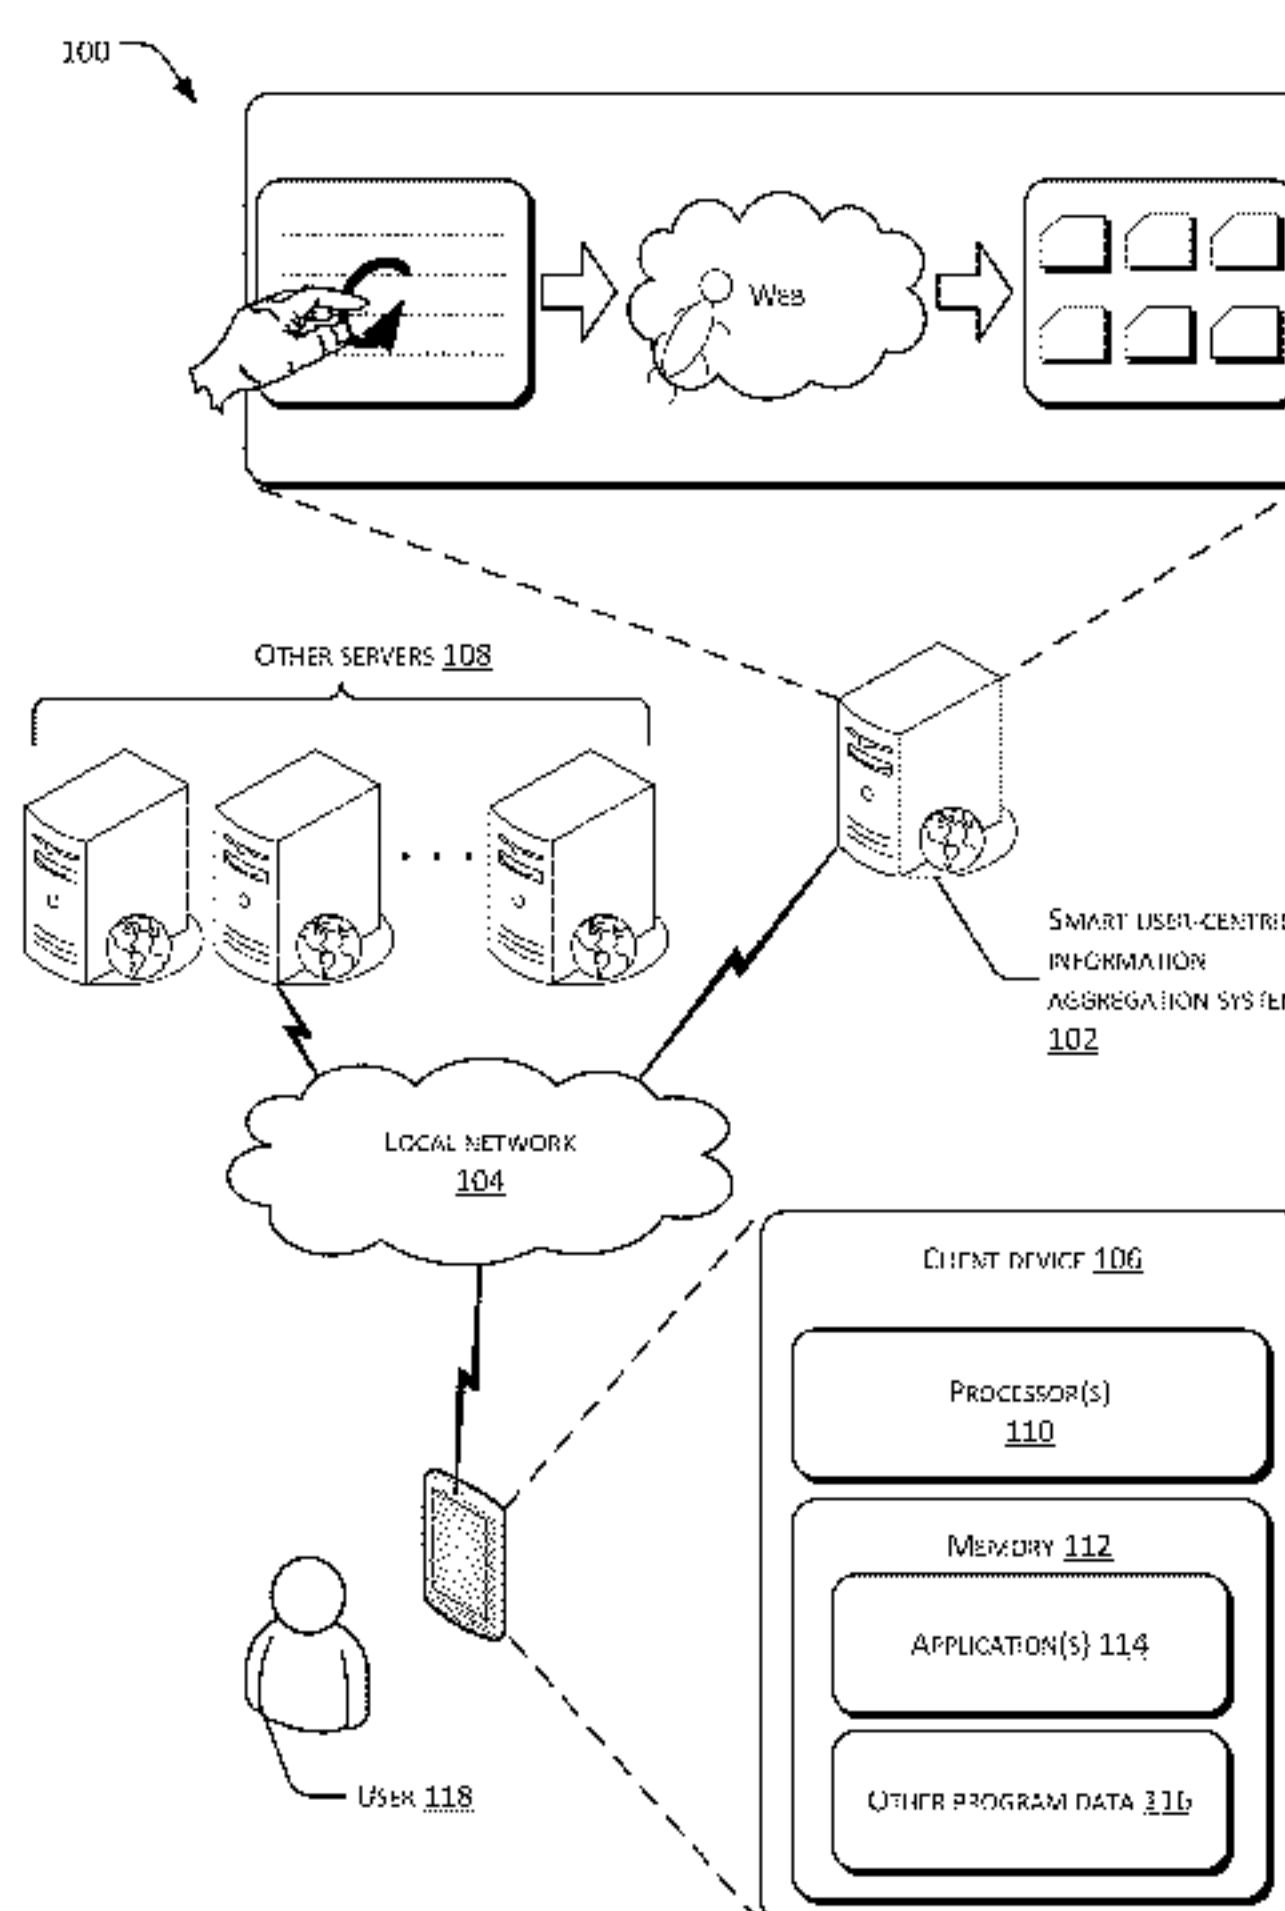 100
WEB
OTHER SERVERS 108
SMART USER-CENTRI
INFORMATION
AGGREGATION SYSTE
102
LOCAL NETWORK
104
CLIENT DEVICE 106
PROCESSOR(S)
110
MEMORY 112
APPLICATION(S) 114
OTHER PROGRAM DATA 116
USER 118